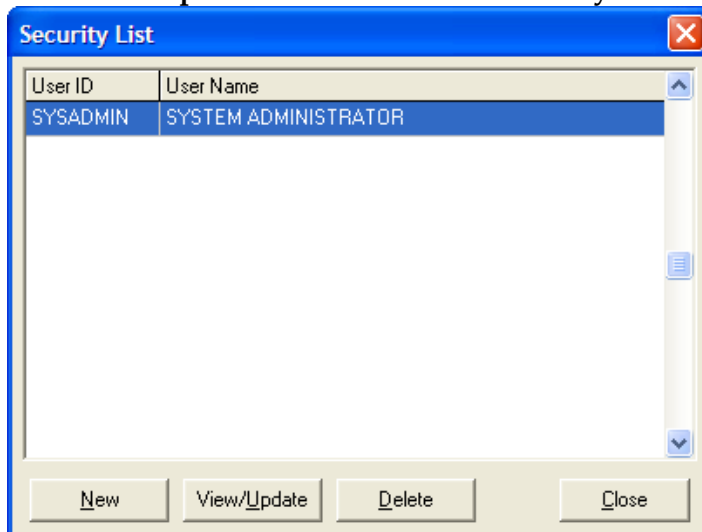 Security List
User ID User Name
SYSADMIN SYSTEM ADMINISTRATOR
New View/Update Delete Close